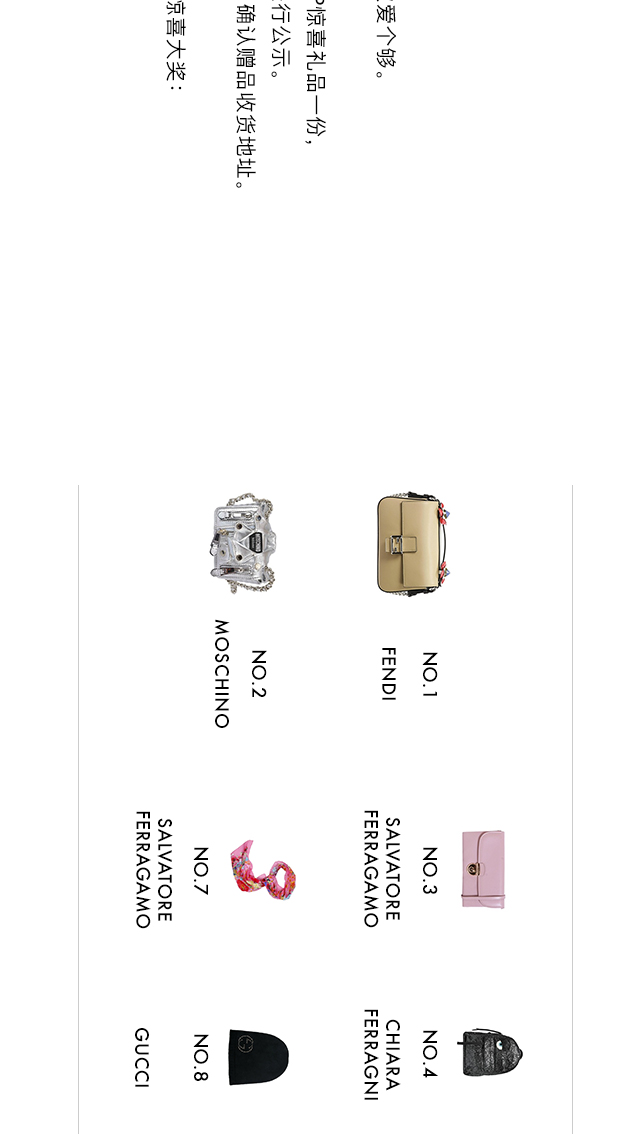 爱个够。
惊喜礼品一份，
行公示。
确认赠品收货地址。
惊喜大奖：
NO.1
FENDI
NO.2
MOSCHINO
NO.3
SALVATORE
FERRAGAMO
NO.4
CHIARA
FERRAGNI
NO.7
SALVATORE
FERRAGAMO
NO.8
GUCCI